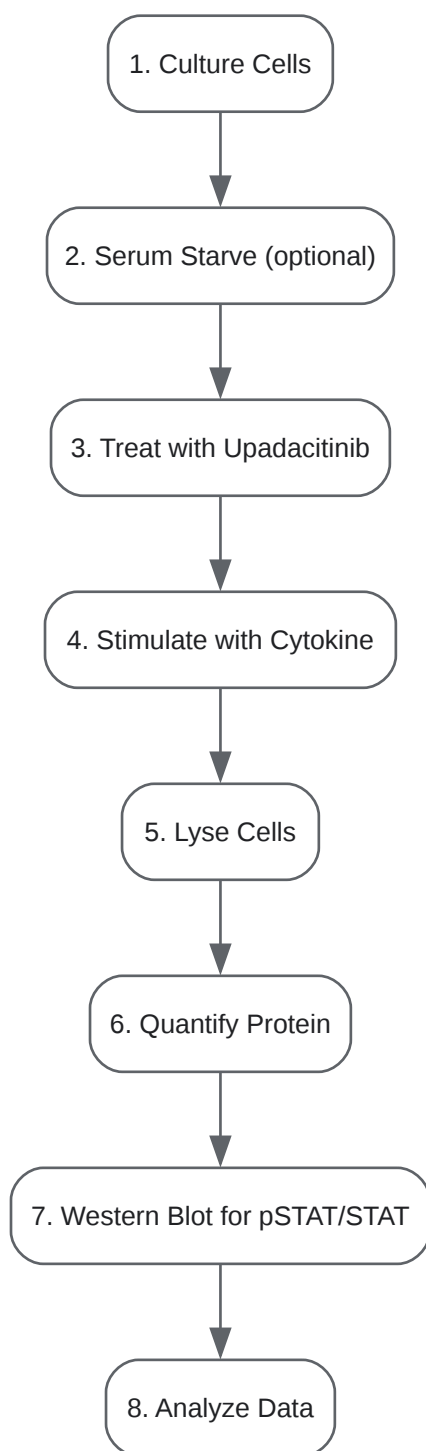 1. Culture Cells
2. Serum Starve (optional)
3. Treat with Upadacitinib
4. Stimulate with Cytokine
5. Lyse Cells
6. Quantify Protein
7. Western Blot for pSTAT/STAT
8. Analyze Data